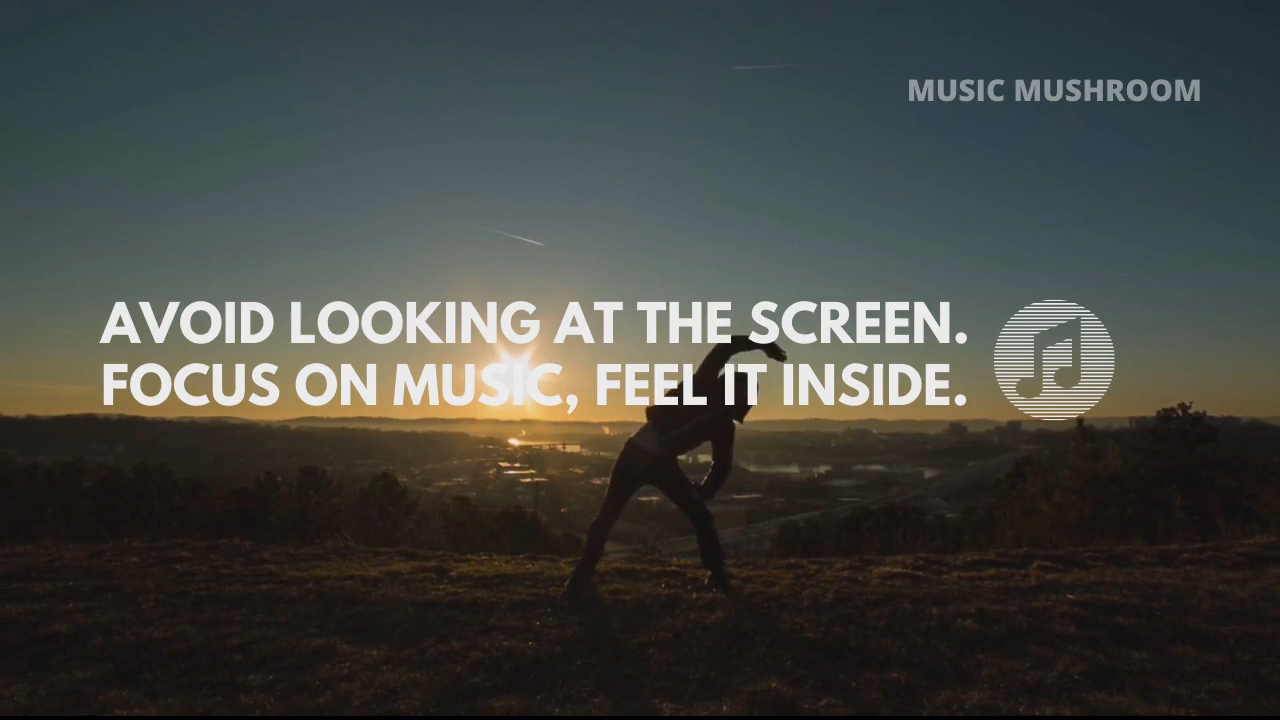 MUSIC MUSHROOM
AVOID LOOKING AT THE SCREEN.
FOCUS ON MUSIC, FEEL IT INSIDE.